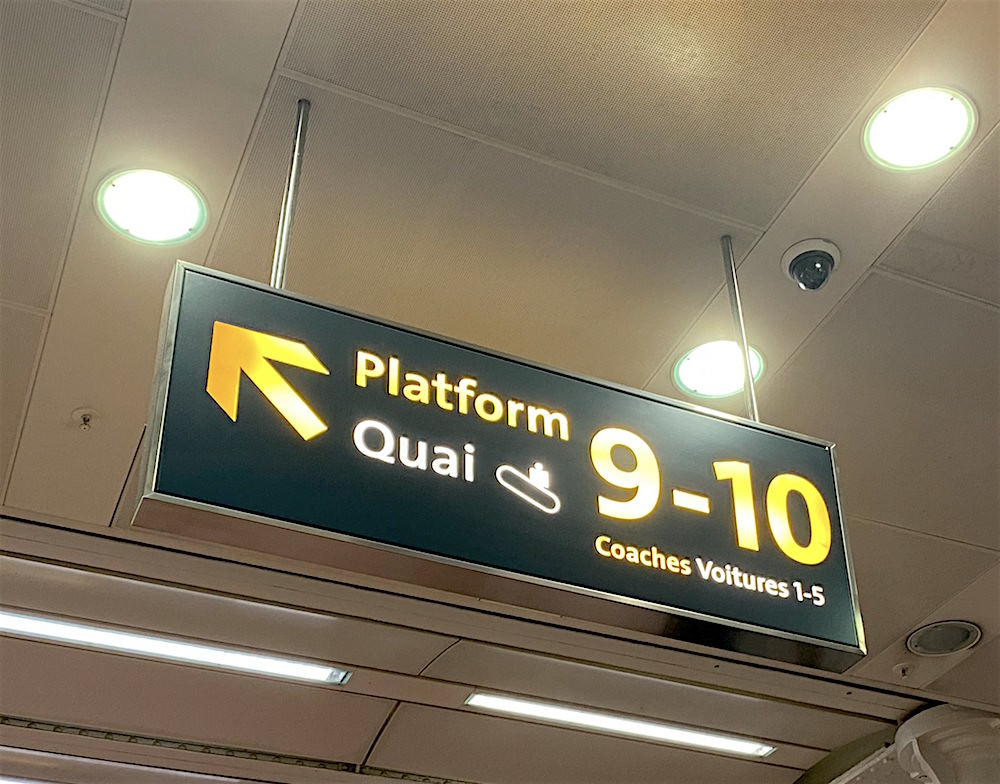 Platform
Quai
9-10
Coaches Voitures 1-5